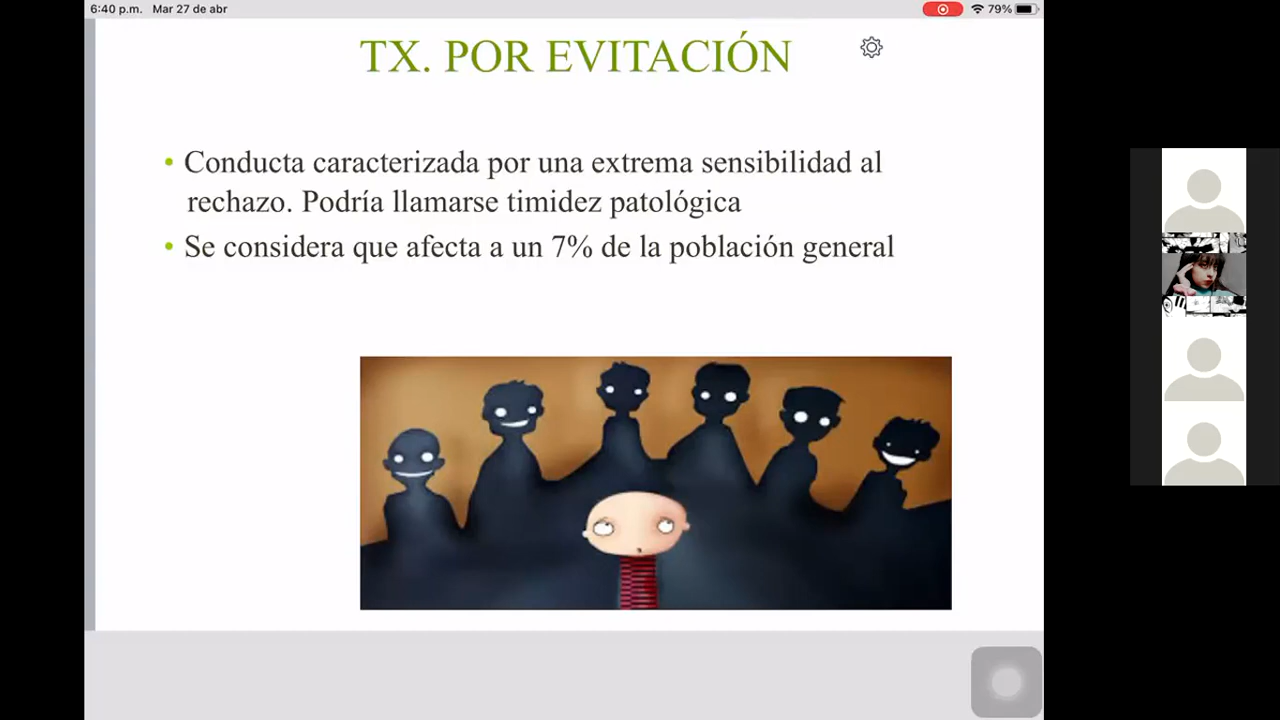 6:40 p.m. Mar 27 de abr
79%
TX. POR EVITACIÓN
• Conducta caracterizada por una extrema sensibilidad al
rechazo. Podría llamarse timidez patológica
• Se considera que afecta a un 7% de la población general